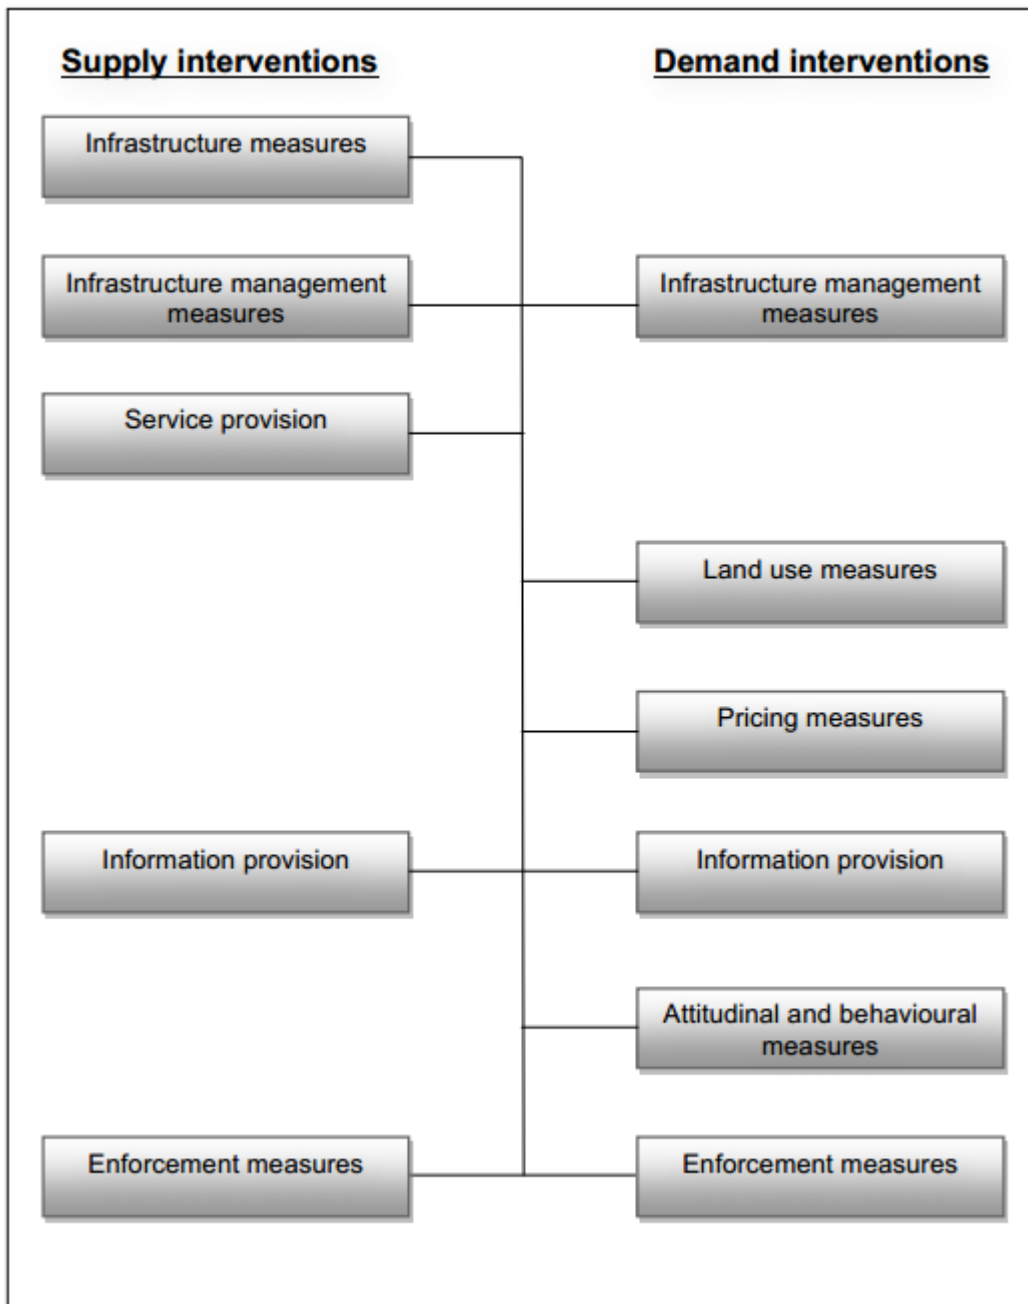 Supply interventions
Demand interventions
Infrastructure measures
Infrastructure management
measures
Infrastructure management
measures
Service provision
Land use measures
Pricing measures
Information provision
Information provision
Attitudinal and behavioural
measures
Enforcement measures
Enforcement measures